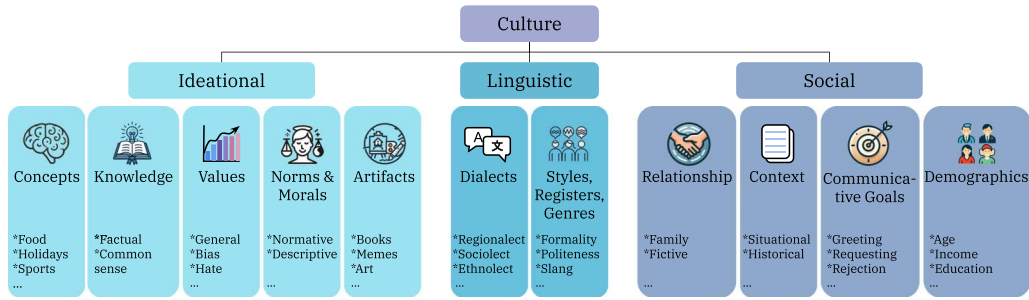 Culture
Ideational
Linguistic
Social
Concepts
*Food
*Holidays
*Sports
...
Knowledge
*Factual
*Common
sense
...
Values
*General
*Bias
*Hate
...
Norms &
Morals
*Normative
*Descriptive
...
Artifacts
*Books
*Memes
*Art
...
A
文
Dialects
*Regionalect
*Sociolect
*Ethnolect
...
Styles,
Registers,
Genres
*Formality
*Politeness
*Slang
...
Relationship
*Family
*Fictive
...
Context
*Situational
*Historical
...
Communica-
tive Goals
*Greeting
*Requesting
*Rejection
...
Demographics
*Age
*Income
*Education
...